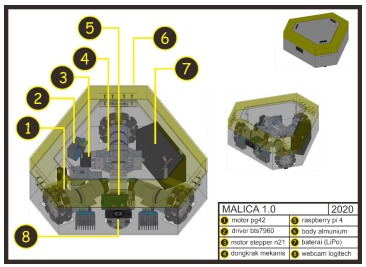 5
6
4
3
7
2
1
8
MALICA 1.0 2020
1 motor pg42 5 raspberry pi 4
2 driver bts7960 6 body almunium
3 motor stepper n21 7 baterai (LiPo)
4 dongkrak mekanis 8 webcam logitech